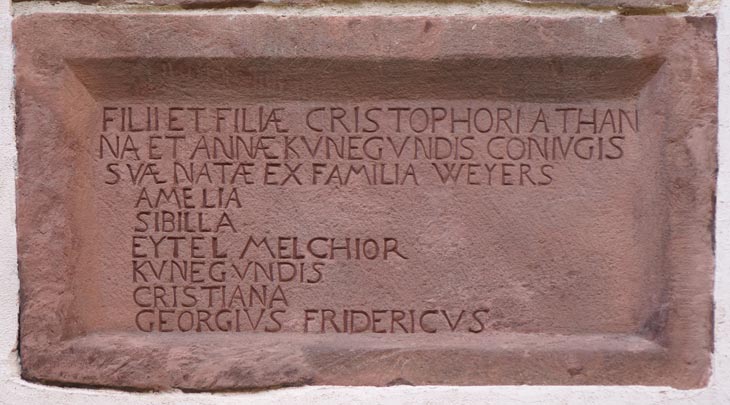 FILII ET FILIÆ CRISTOPHORI A THAN
NA ET ANNÆ KVNEGVNDIS CONIVGIS
SVÆ NATÆ EX FAMILIA WEYERS
AMELIA
SIBILLA
EYTEL MELCHIOR
KVNEGVNDIS
CRISTIANA
GEORGIVS FRIDERICVS